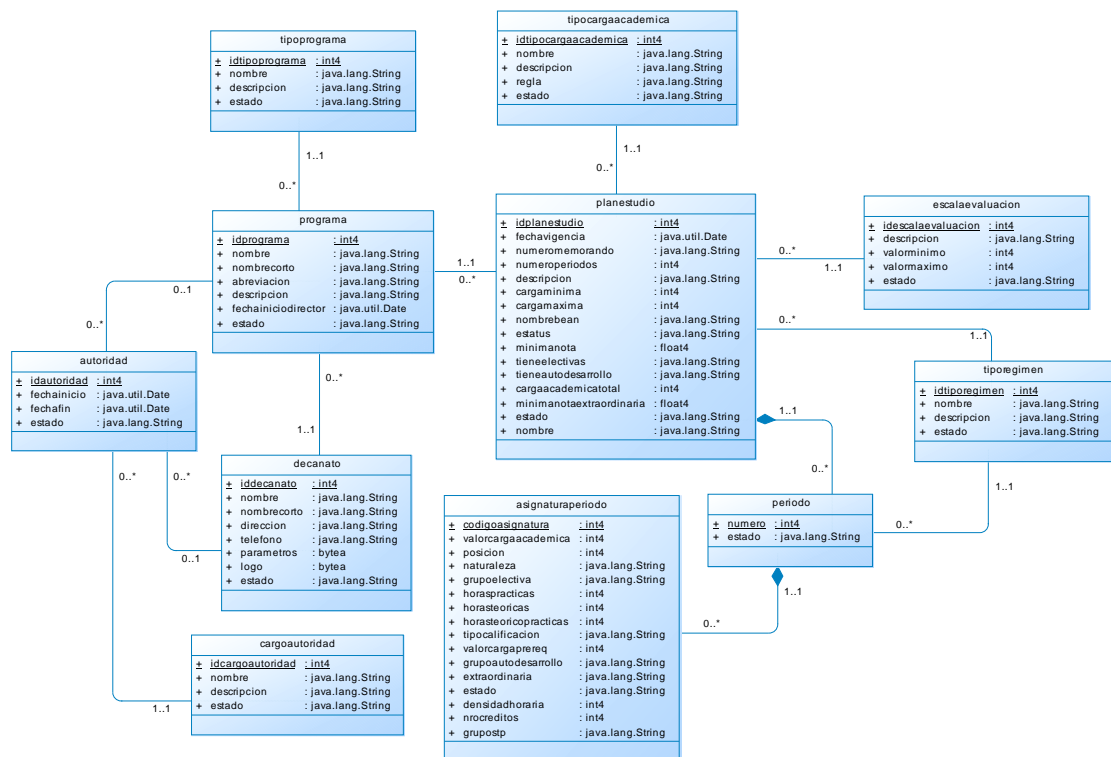 tipoprograma
+ idtipoprograma : int4
+ nombre : java.lang.String
+ descripcion : java.lang.String
+ estado : java.lang.String
tipocargaacademica
+ idtipocargaacademica : int4
+ nombre : java.lang.String
+ descripcion : java.lang.String
+ regla : java.lang.String
+ estado : java.lang.String
1..1
0..*
1..1
0..*
programa
+ idprograma : int4
+ nombre : java.lang.String
+ nombrecorto : java.lang.String
+ abreviacion : java.lang.String
+ descripcion : java.lang.String
+ fechainiciodirector : java.util.Date
+ estado : java.lang.String
1..1
0..*
planestudio
+ idplanestudio : int4
+ fechavigencia : java.util.Date
+ numeromemorando : java.lang.String
+ numeroperiodos : int4
+ descripcion : java.lang.String
+ cargaminima : int4
+ cargamaxima : int4
+ nombrebean : java.lang.String
+ estatus : java.lang.String
+ minimanota : float4
+ tieneelectivas : java.lang.String
+ tieneautodesarrollo : java.lang.String
+ cargaacademicatotal : int4
+ minimanotaextraordinaria : float4
+ estado : java.lang.String
+ nombre : java.lang.String
0..*
1..1
escalaevaluacion
+ idescalaevaluacion : int4
+ descripcion : java.lang.String
+ valorminimo : int4
+ valormaximo : int4
+ estado : java.lang.String
0..*
1..1
0..1
0..*
autoridad
+ idautoridad : int4
+ fechainicio : java.util.Date
+ fechafin : java.util.Date
+ estado : java.lang.String
tiporegimen
+ idtiporegimen : int4
+ nombre : java.lang.String
+ descripcion : java.lang.String
+ estado : java.lang.String
0..*
1..1
1..1
0..*
0..*
0..*
decanato
+ iddecanato : int4
+ nombre : java.lang.String
+ nombrecorto : java.lang.String
+ direccion : java.lang.String
+ telefono : java.lang.String
+ parametros : bytea
+ logo : bytea
+ estado : java.lang.String
0..1
1..1
0..*
periodo
+ numero : int4
+ estado : java.lang.String
1..1
0..*
asignaturaperiodo
+ codigoasignatura : int4
+ valorcargaacademica : int4
+ posicion : int4
+ naturaleza : java.lang.String
+ grupoelectiva : java.lang.String
+ horaspracticas : int4
+ horasteoricas : int4
+ horasteoricopracticas : int4
+ tipocalificacion : java.lang.String
+ valorcargaprereq : int4
+ grupoautodesarrollo : java.lang.String
+ extraordinaria : java.lang.String
+ estado : java.lang.String
+ densidadhoraria : int4
+ nrocreditos : int4
+ grupostp : java.lang.String
cargoautoridad
+ idcargoautoridad : int4
+ nombre : java.lang.String
+ descripcion : java.lang.String
+ estado : java.lang.String
1..1